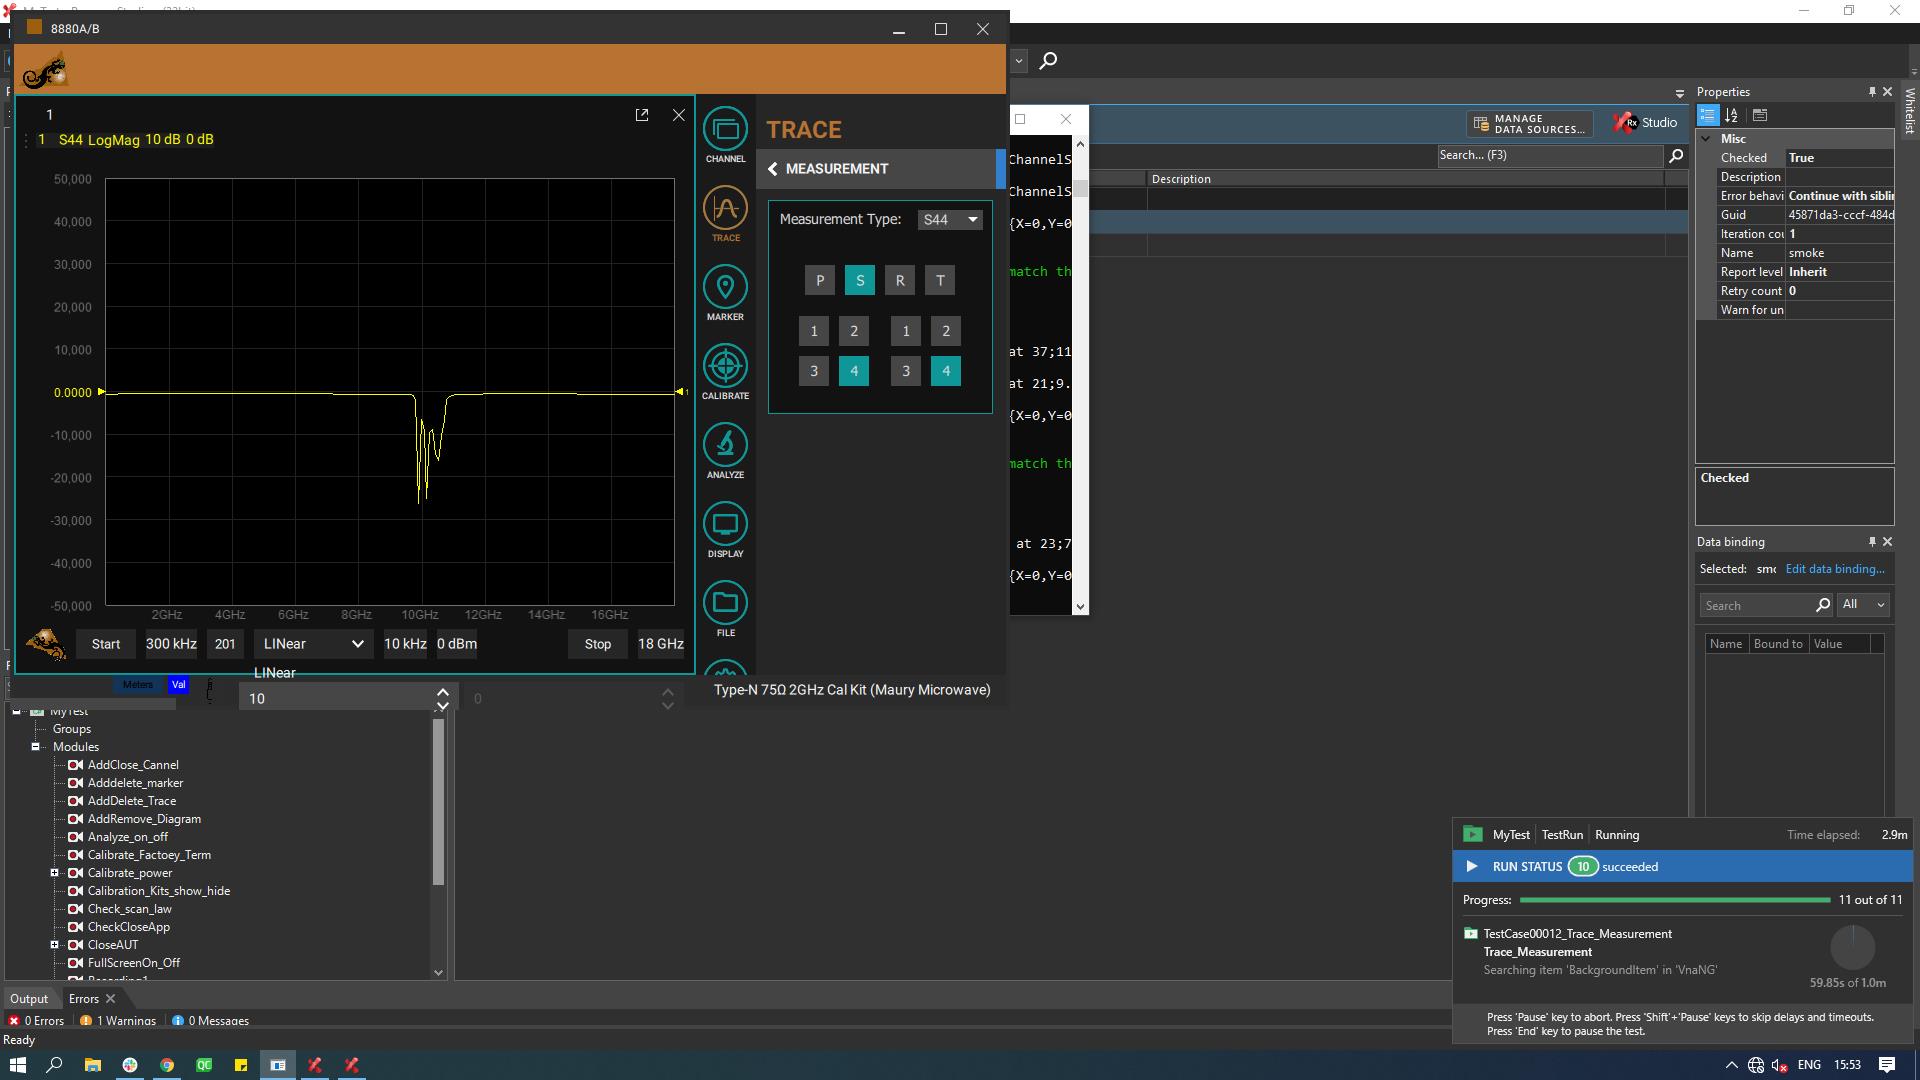 8880A/B
1
1 S44 LogMag 10 dB 0 dB
50,000
40,000
30,000
20,000
10,000
0.0000
1
-10,000
-20,000
-30,000
-40,000
-50,000
2GHz 4GHz 6GHz 8GHz 10GHz 12GHz 14GHz 16GHz
Start 300 kHz 201 LINear 10 kHz 0 dBm Stop 18 GHz
LINear
Meters Val
10
0
Type-N 75Ω 2GHz Cal Kit (Maury Microwave)
CHANNEL
TRACE
MARKER
CALIBRATE
ANALYZE
DISPLAY
FILE
TRACE
MEASUREMENT
Measurement Type: S44
P S R T
1 2 1 2
3 4 3 4
ChannelS
ChannelS
{X=0,Y=0
match th
at 37;11
at 21;9.
{X=0,Y=0
match th
at 23;7
{X=0,Y=0
MANAGE
DATA SOURCES...
Rx Studio
Search... (F3)
Description
Properties
Whitelist
Misc
Checked True
Description
Error behavi Continue with siblin
Guid 45871da3-cccf-484d
Iteration cou 1
Name smoke
Report level Inherit
Retry count 0
Warn for un
Checked
Data binding
Selected: smo Edit data binding...
Search All
Name Bound to Value
MyTest
Groups
Modules
AddClose_Cannel
Adddelete_marker
AddDelete_Trace
AddRemove_Diagram
Analyze_on_off
Calibrate_Factoey_Term
Calibrate_power
Calibration_Kits_show_hide
Check_scan_law
CheckCloseApp
CloseAUT
FullScreenOn_Off
Recording1
Output Errors
0 Errors 1 Warnings 0 Messages
Ready
MyTest TestRun Running Time elapsed: 2.9m
RUN STATUS 10 succeeded
Progress: 11 out of 11
TestCase00012_Trace_Measurement
Trace_Measurement
Searching item 'BackgroundItem' in 'VnaNG'
59.85s of 1.0m
Press 'Pause' key to abort. Press 'Shift'+'Pause' keys to skip delays and timeouts.
Press 'End' key to pause the test.
QC
ENG 15:53